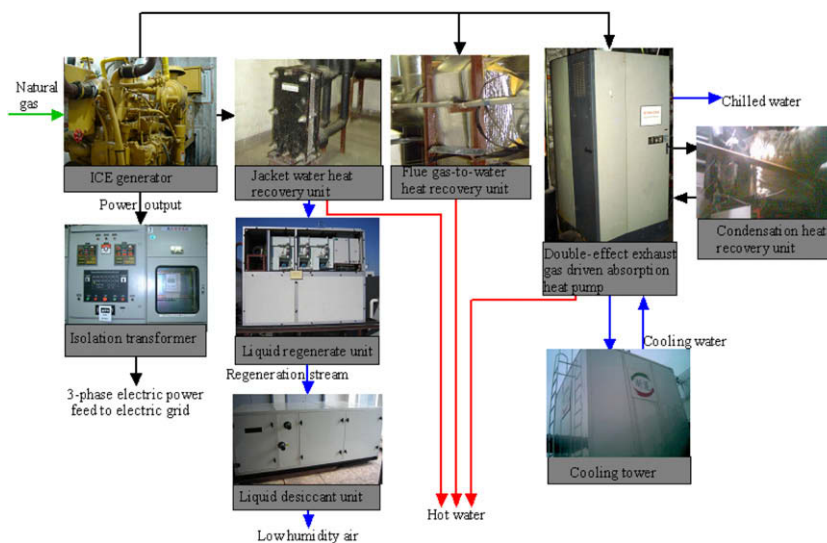 Natural
gas
ICE generator
Jacket water heat
recovery unit
Flue gas-to-water
heat recovery unit
Chilled water
Condensation heat
recovery unit
Power output
Double-effect exhaust
gas driven absorption
heat pump
Isolation transformer
Liquid regenerate unit
Cooling water
Regeneration stream
3-phase electric power
feed to electric grid
Liquid desiccant unit
Cooling tower
Hot water
Low humidity air